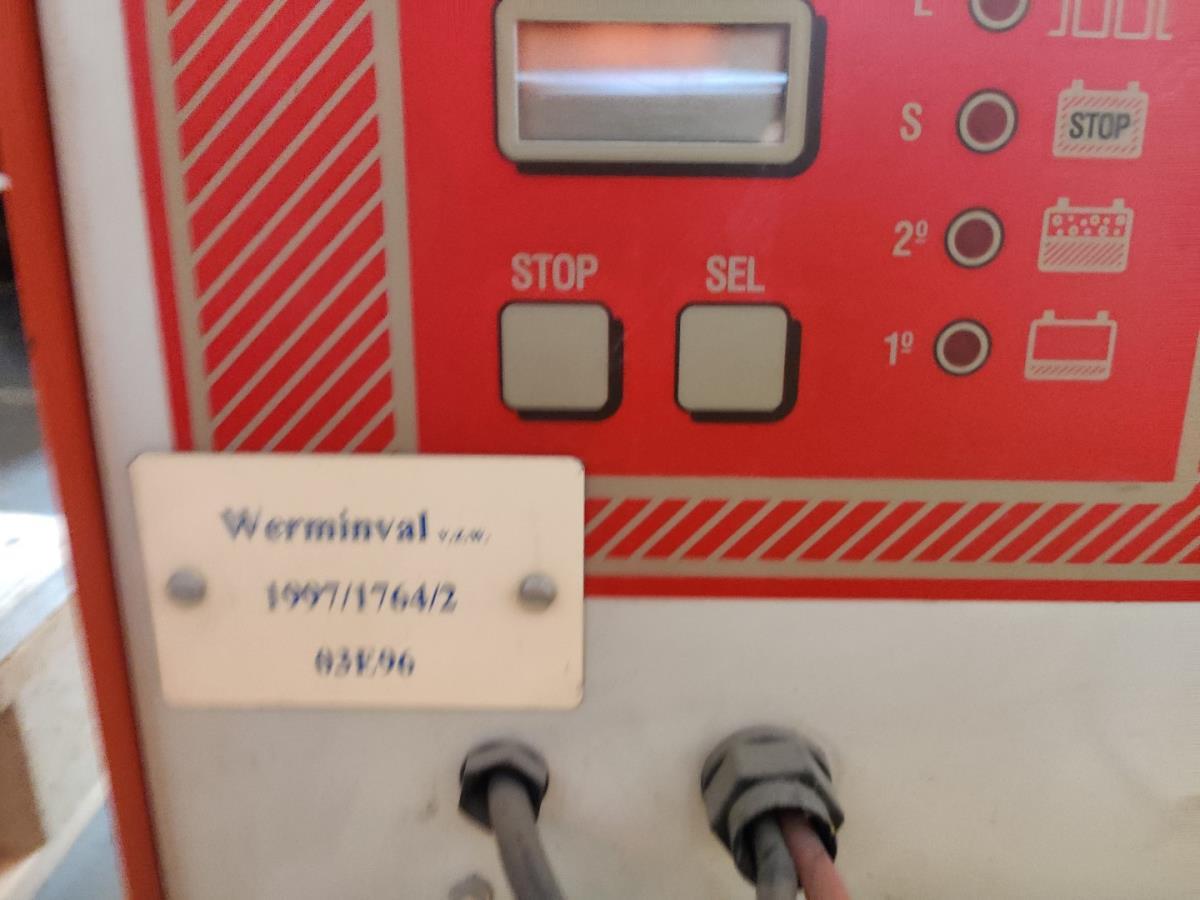 E
S
STOP
2º
STOP SEL
1º
Werminval v.z.w.
1997/1764/2
03E96